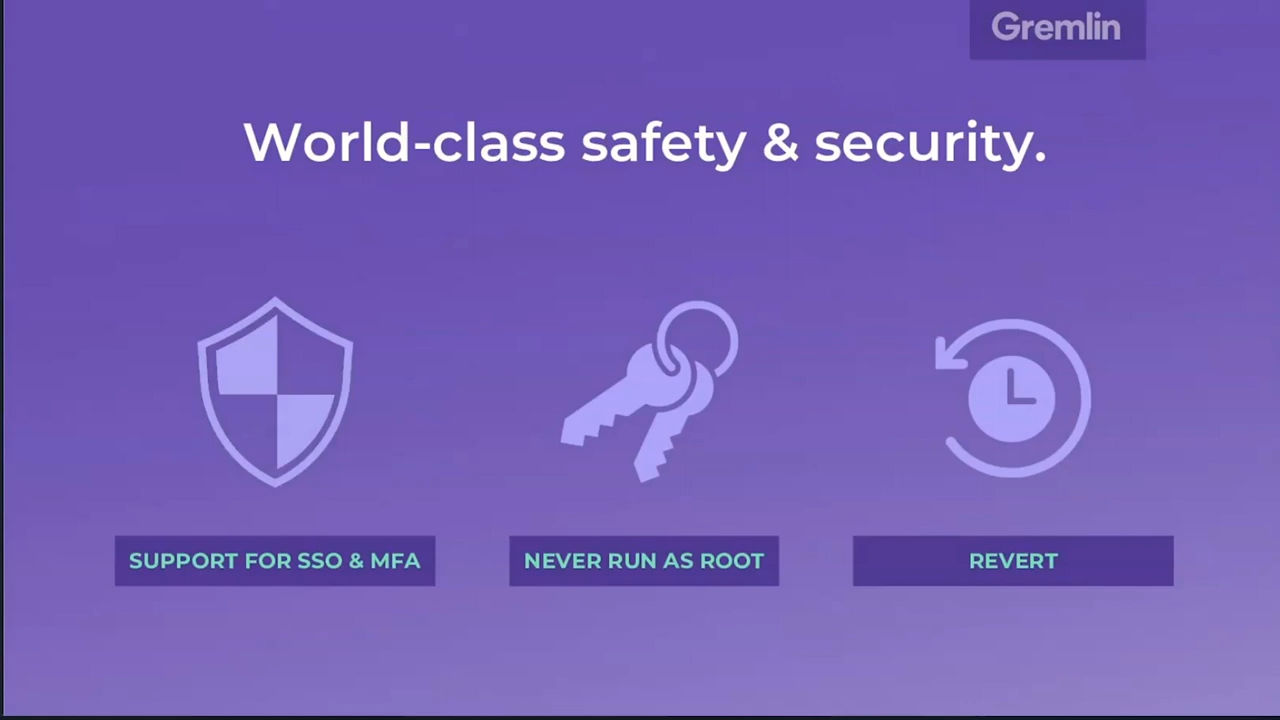 Gremlin
World-class safety & security.
SUPPORT FOR SSO & MFA
NEVER RUN AS ROOT
REVERT